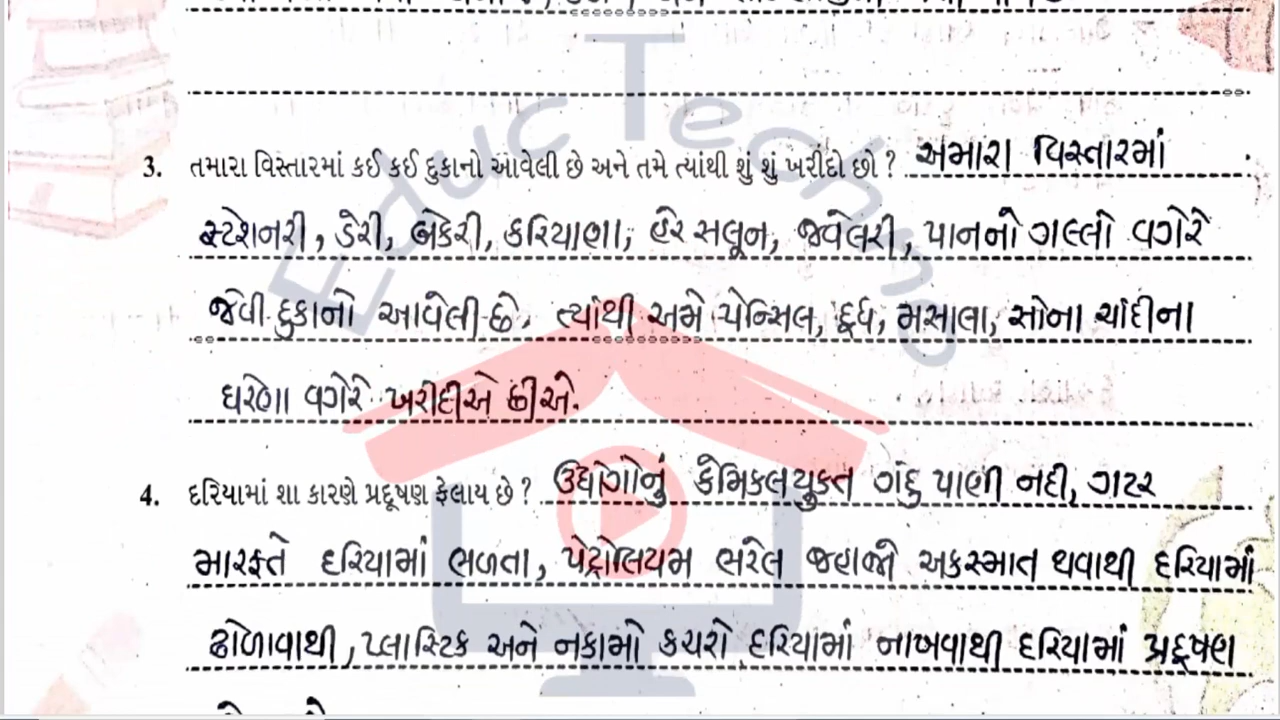 3. તમારા વિસ્તારમાં કઈ કઈ દુકાનો આવેલી છે અને તમે ત્યાંથી શું શું ખરીદો છો ? અમારા વિસ્તારમાં
સ્ટેશનરી, ડેરી, બેકરી, કરિયાણા, હેર સલૂન, જ્વેલરી, પાનનો ગલ્લો વગેરે
જેવી દુકાનો આવેલી છે. ત્યાંથી અમે પેન્સિલ, દૂધ, મસાલા, સોના ચાંદીના
ઘરેણા વગેરે ખરીદીએ છીએ.
4. દરિયામાં શા કારણે પ્રદૂષણ ફેલાય છે ? ઉદ્યોગોનું કેમિકલયુક્ત ગંદુ પાણી નદી, ગટર
મારફતે દરિયામાં ભળતા, પેટ્રોલિયમ ભરેલ જહાજો અકસ્માત થવાથી દરિયામાં
ઢોળાવાથી, પ્લાસ્ટિક અને નકામો કચરો દરિયામાં નાખવાથી દરિયામાં પ્રદૂષણ
Educ Techno